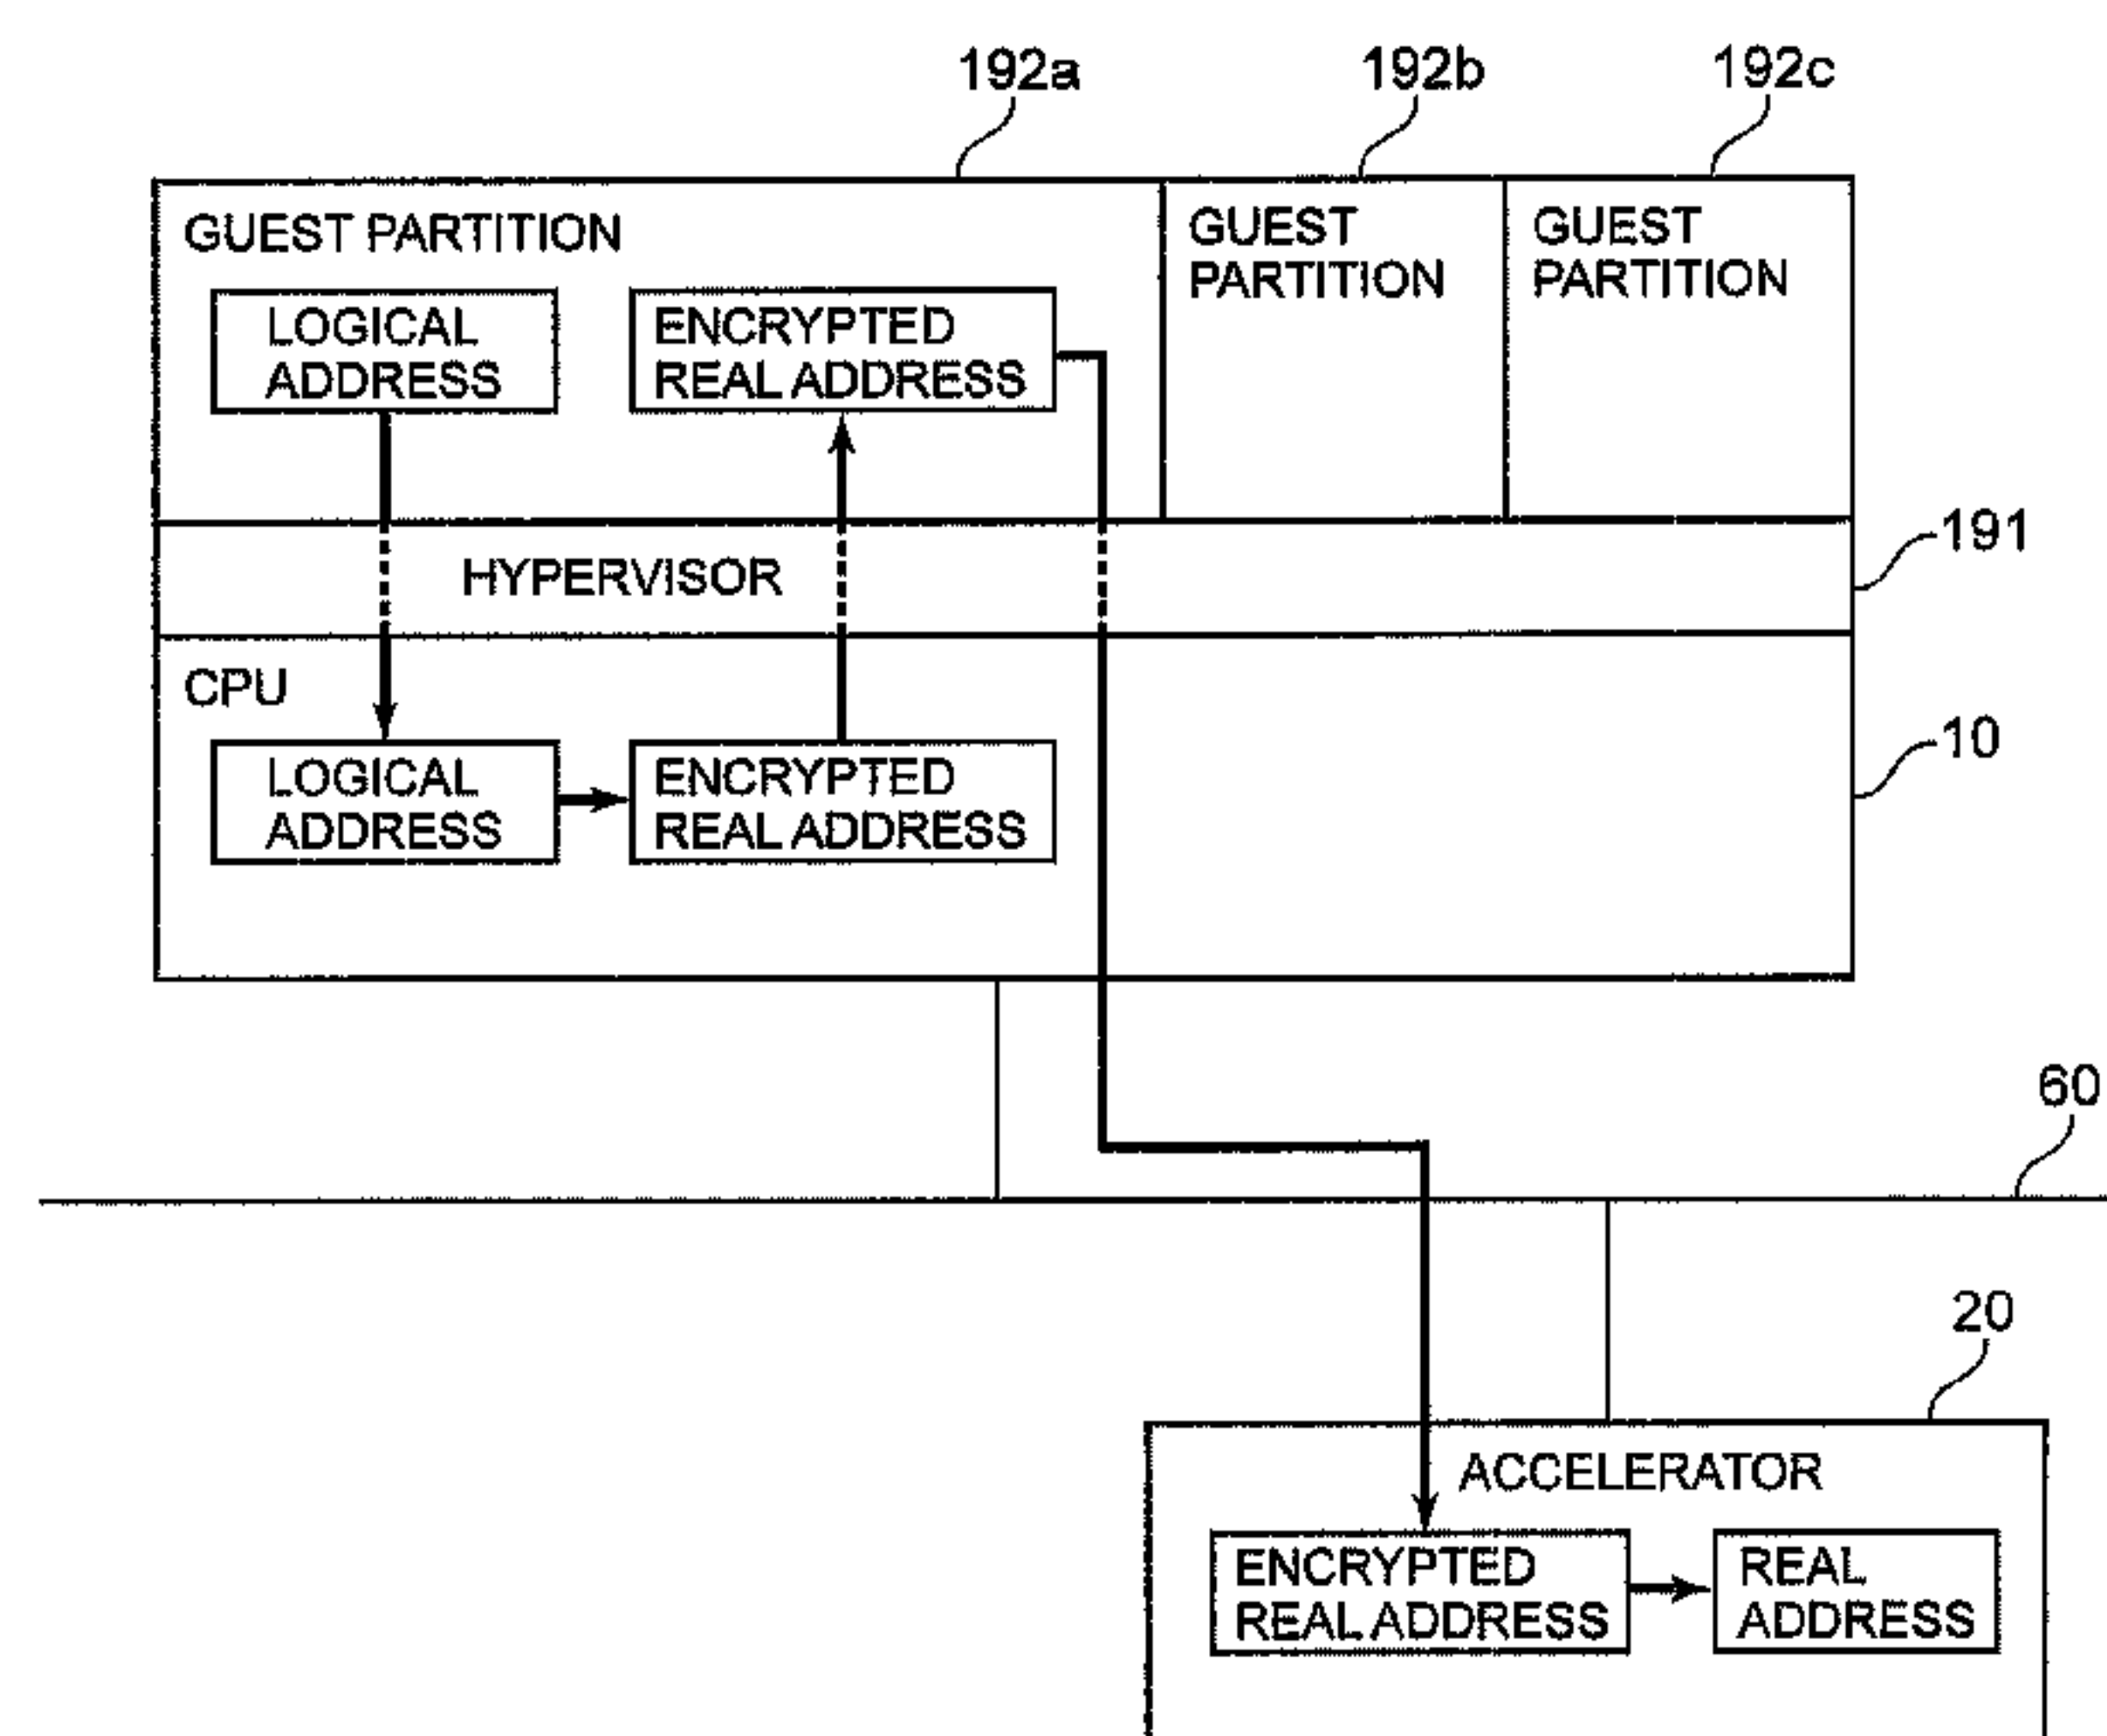 192a
192b
192c
GUEST PARTITION
GUEST
PARTITION
GUEST
PARTITION
LOGICAL
ADDRESS
ENCRYPTED
REAL ADDRESS
191
HYPERVISOR
CPU
10
LOGICAL
ADDRESS
ENCRYPTED
REAL ADDRESS
60
20
ACCELERATOR
ENCRYPTED
REAL ADDRESS
REAL
ADDRESS